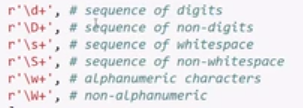 r'\d+', # sequence of digits
r'\D+', # sequence of non-digits
r'\s+', # sequence of whitespace
r'\S+', # sequence of non-whitespace
r'\w+', # alphanumeric characters
r'\W+', # non-alphanumeric